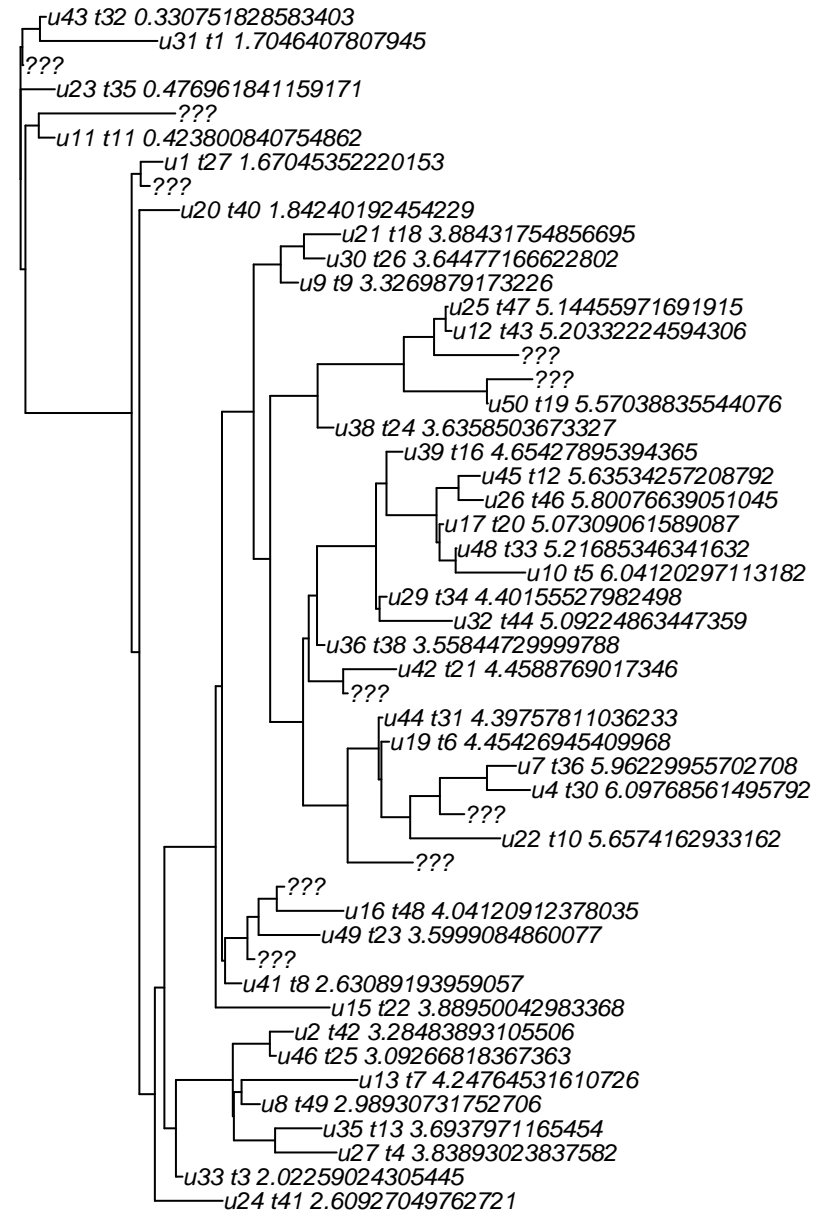 u43 t32 0.330751828583403
u31 t1 1.7046407807945
???
u23 t35 0.476961841159171
???
u11 t11 0.423800840754862
u1 t27 1.67045352220153
???
u20 t40 1.84240192454229
u21 t18 3.88431754856695
u30 t26 3.64477166622802
u9 t9 3.3269879173226
u25 t47 5.14455971691915
u12 t43 5.20332224594306
???
???
u50 t19 5.57038835544076
u38 t24 3.6358503673327
u39 t16 4.65427895394365
u45 t12 5.63534257208792
u26 t46 5.80076639051045
u17 t20 5.07309061589087
u48 t33 5.21685346341632
u10 t5 6.04120297113182
u29 t34 4.40155527982498
u32 t44 5.09224863447359
u36 t38 3.55844729999788
u42 t21 4.4588769017346
???
u44 t31 4.39757811036233
u19 t6 4.45426945409968
u7 t36 5.96229955702708
u4 t30 6.09768561495792
???
u22 t10 5.6574162933162
???
???
u16 t48 4.04120912378035
u49 t23 3.5999084860077
???
u41 t8 2.63089193959057
u15 t22 3.88950042983368
u2 t42 3.28483893105506
u46 t25 3.09266818367363
u13 t7 4.24764531610726
u8 t49 2.98930731752706
u35 t13 3.6937971165454
u27 t4 3.83893023837582
u33 t3 2.02259024305445
u24 t41 2.60927049762721